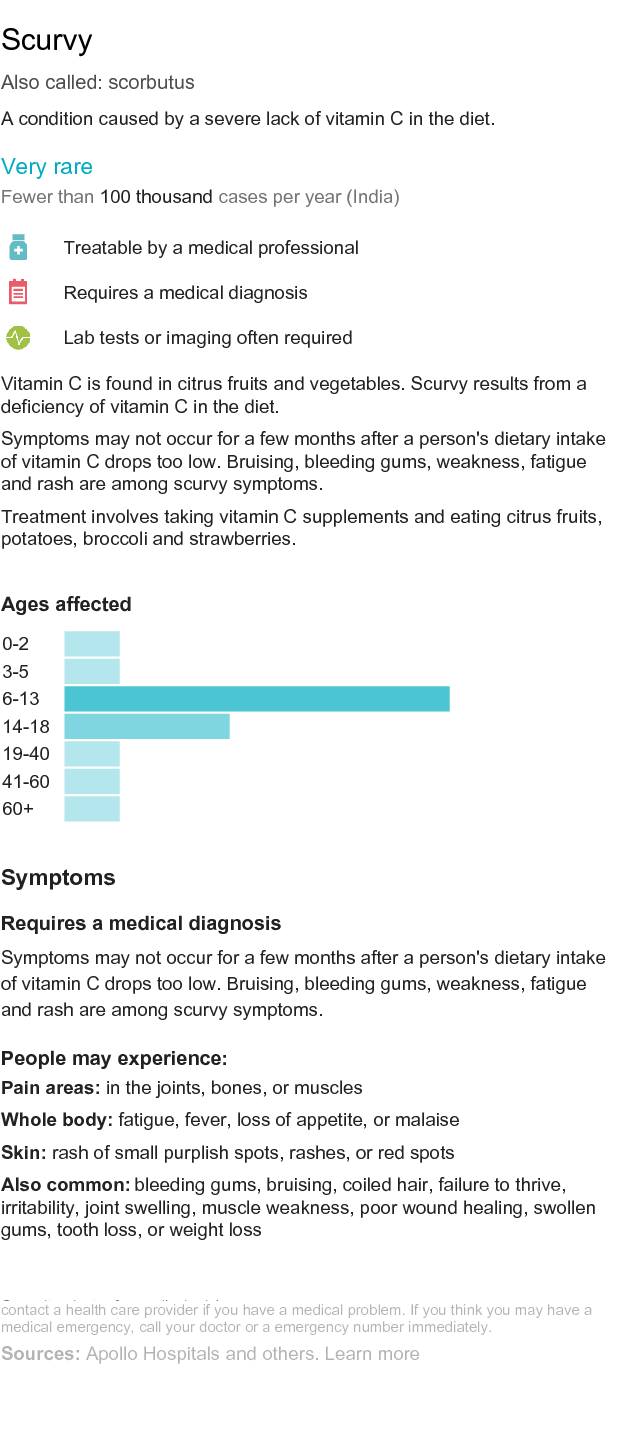 Scurvy
Also called: scorbutus
A condition caused by a severe lack of vitamin C in the diet.
Very rare
Fewer than 100 thousand cases per year (India)
Treatable by a medical professional
Requires a medical diagnosis
Lab tests or imaging often required
Vitamin C is found in citrus fruits and vegetables. Scurvy results from a
deficiency of vitamin C in the diet.
Symptoms may not occur for a few months after a person's dietary intake
of vitamin C drops too low. Bruising, bleeding gums, weakness, fatigue
and rash are among scurvy symptoms.
Treatment involves taking vitamin C supplements and eating citrus fruits,
potatoes, broccoli and strawberries.
Ages affected
0-2
3-5
6-13
14-18
19-40
41-60
60+
Symptoms
Requires a medical diagnosis
Symptoms may not occur for a few months after a person's dietary intake
of vitamin C drops too low. Bruising, bleeding gums, weakness, fatigue
and rash are among scurvy symptoms.
People may experience:
Pain areas: in the joints, bones, or muscles
Whole body: fatigue, fever, loss of appetite, or malaise
Skin: rash of small purplish spots, rashes, or red spots
Also common: bleeding gums, bruising, coiled hair, failure to thrive,
irritability, joint swelling, muscle weakness, poor wound healing, swollen
gums, tooth loss, or weight loss
contact a health care provider if you have a medical problem. If you think you may have a
medical emergency, call your doctor or a emergency number immediately.
Sources: Apollo Hospitals and others. Learn more